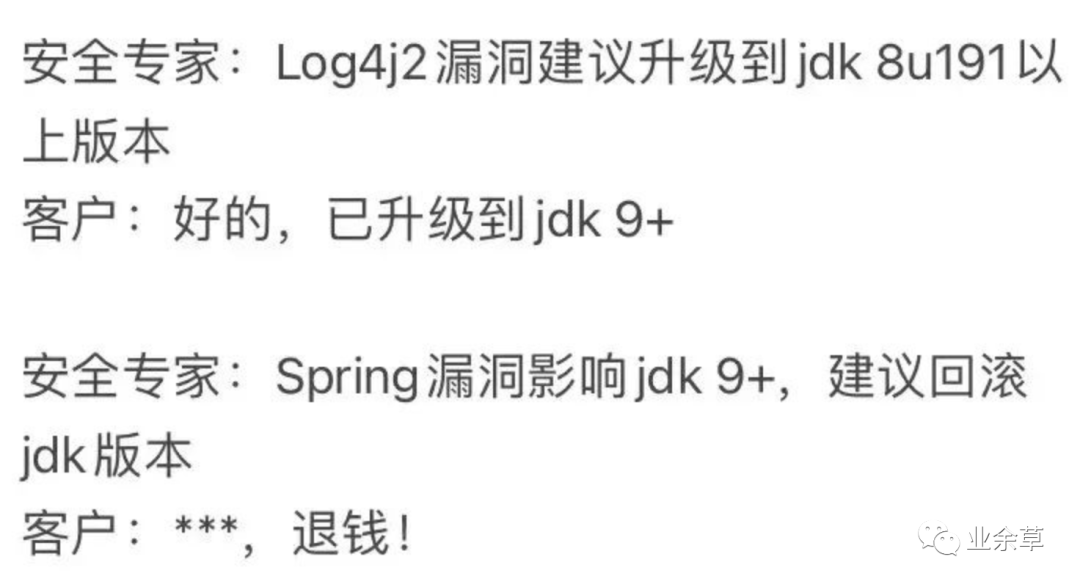 安全专家：Log4j2漏洞建议升级到jdk 8u191以
上版本
客户：好的，已升级到jdk 9+
安全专家：Spring漏洞影响jdk 9+，建议回滚
jdk版本
客户：***，退钱！
业余草